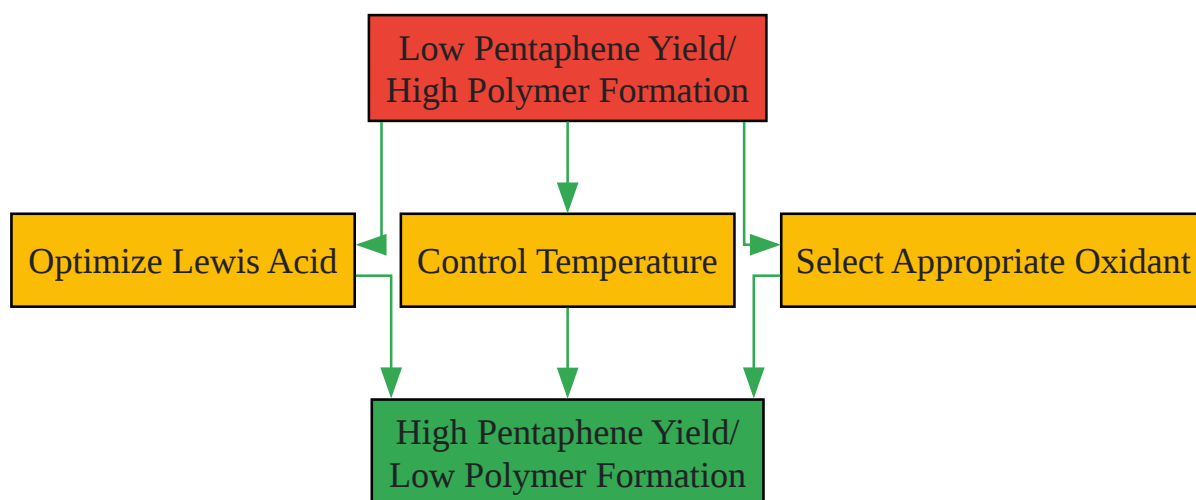 Low Pentaphene Yield/
High Polymer Formation
Optimize Lewis Acid
Control Temperature
Select Appropriate Oxidant
High Pentaphene Yield/
Low Polymer Formation